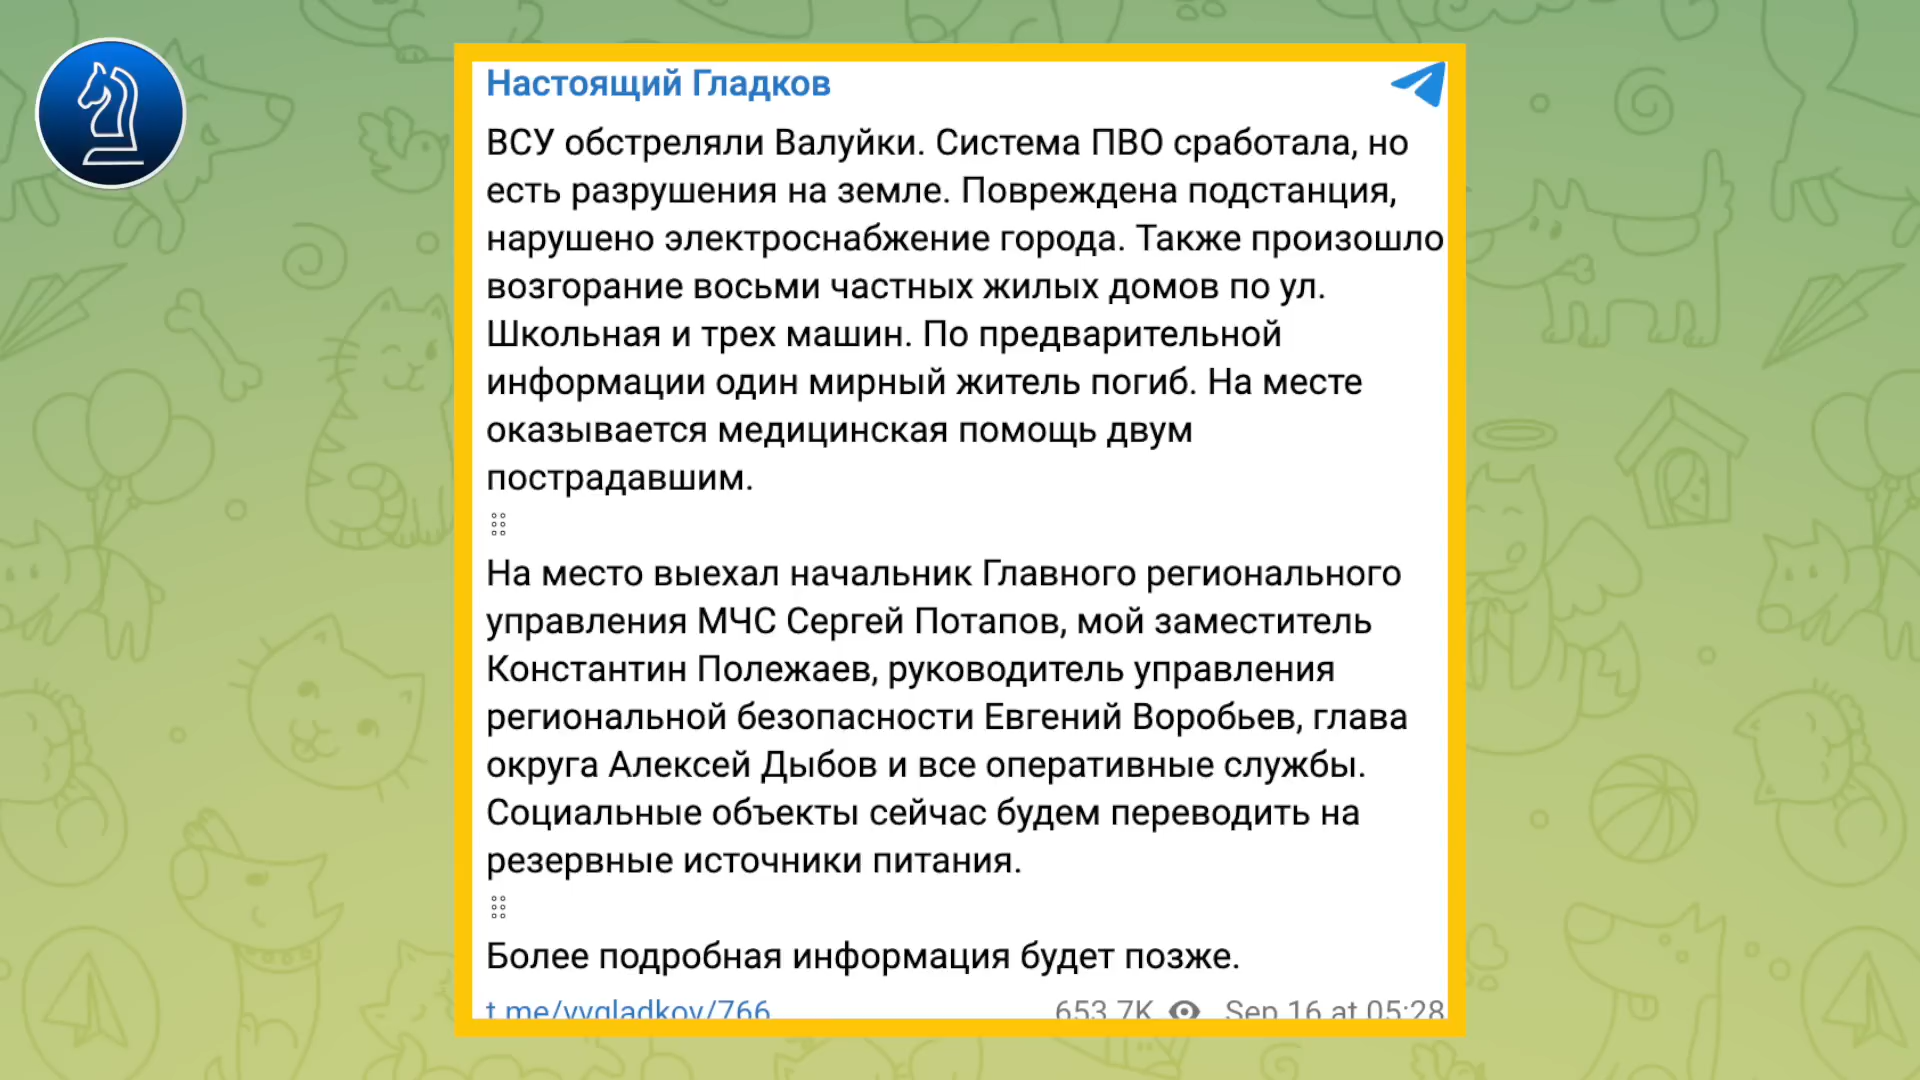 Настоящий Гладков
ВСУ обстреляли Валуйки. Система ПВО сработала, но
есть разрушения на земле. Повреждена подстанция,
нарушено электроснабжение города. Также произошло
возгорание восьми частных жилых домов по ул.
Школьная и трех машин. По предварительной
информации один мирный житель погиб. На месте
оказывается медицинская помощь двум
пострадавшим.
На место выехал начальник Главного регионального
управления МЧС Сергей Потапов, мой заместитель
Константин Полежаев, руководитель управления
региональной безопасности Евгений Воробьев, глава
округа Алексей Дыбов и все оперативные службы.
Социальные объекты сейчас будем переводить на
резервные источники питания.
Более подробная информация будет позже.
t.me/vvgladkov/766 653.7K Sep 16 at 05:28